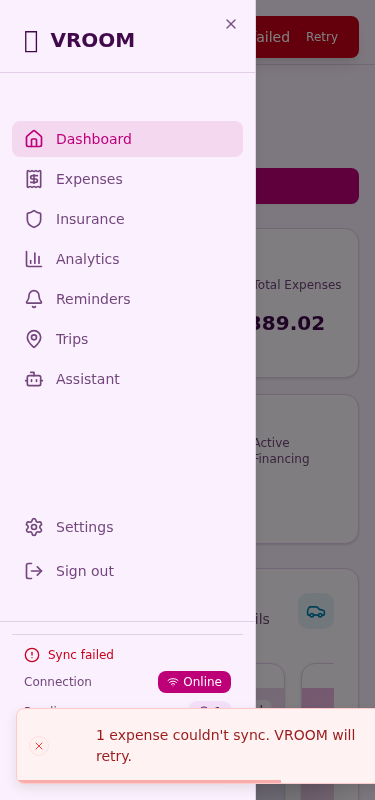 VROOM
ailed Retry
Dashboard
Expenses
Insurance
Analytics
Reminders
Trips
Assistant
Settings
Sign out
Total Expenses
389.02
Active
Financing
ils
Sync failed
Connection Online
1 expense couldn't sync. VROOM will
retry.